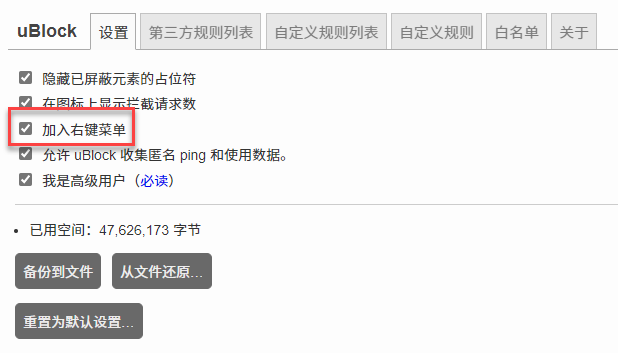 uBlock 设置 第三方规则列表 自定义规则列表 自定义规则 白名单 关于
隐藏已屏蔽元素的占位符
在图标上显示拦截请求数
加入右键菜单
允许 uBlock 收集匿名 ping 和使用数据。
我是高级用户（必读）
已用空间：47,626,173 字节
备份到文件 从文件还原...
重置为默认设置...